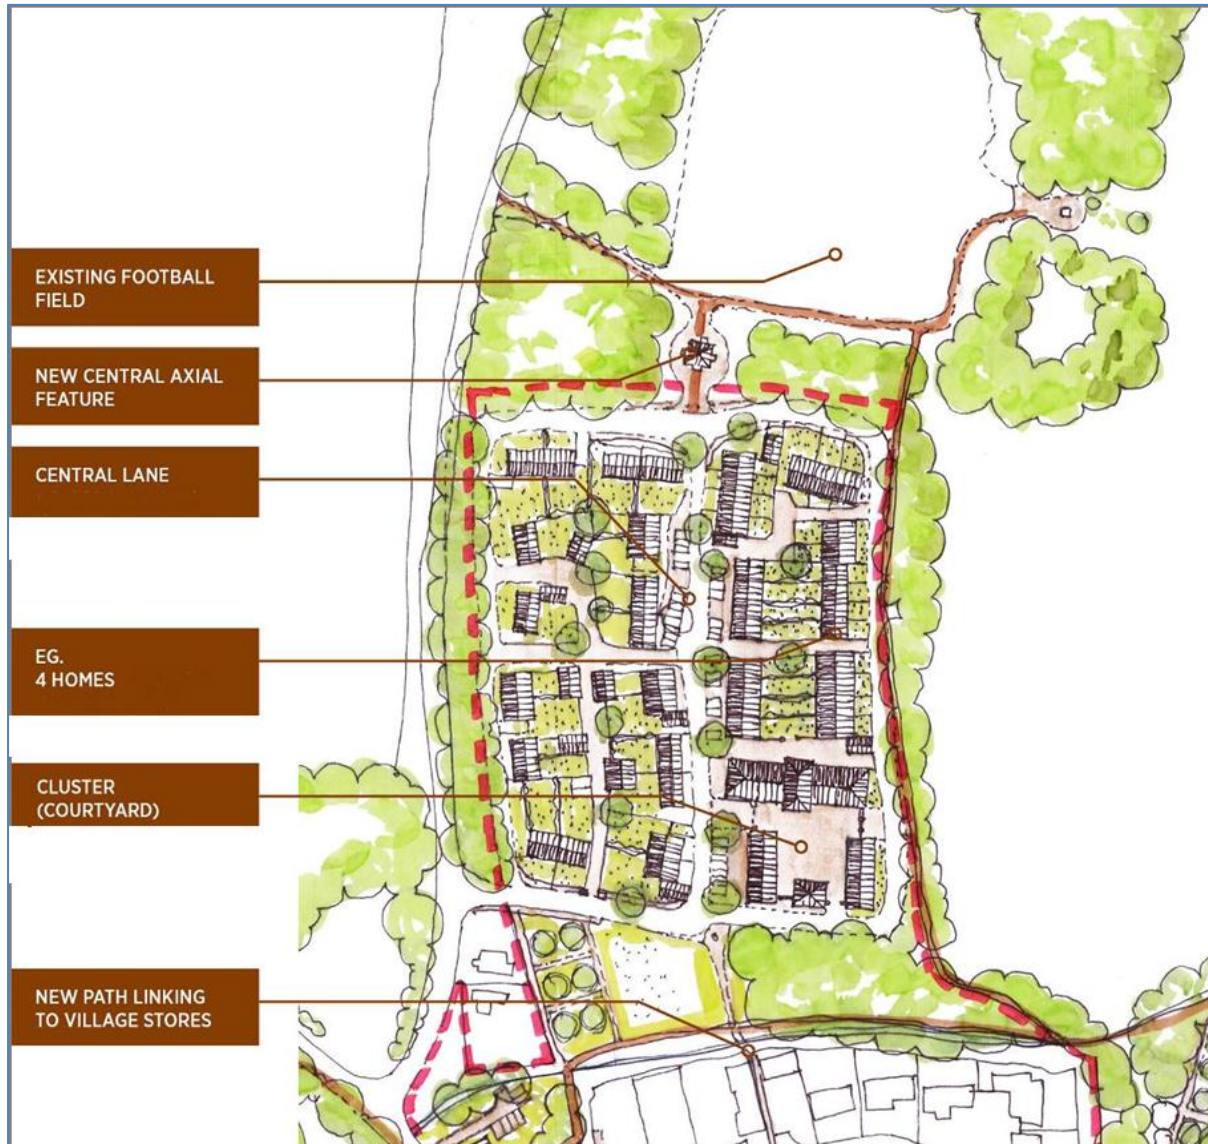 EXISTING FOOTBALL
FIELD
NEW CENTRAL AXIAL
FEATURE
CENTRAL LANE
EG.
4 HOMES
CLUSTER
(COURTYARD)
NEW PATH LINKING
TO VILLAGE STORES